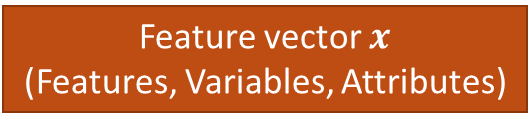 Feature vector 𝒙
(Features, Variables, Attributes)